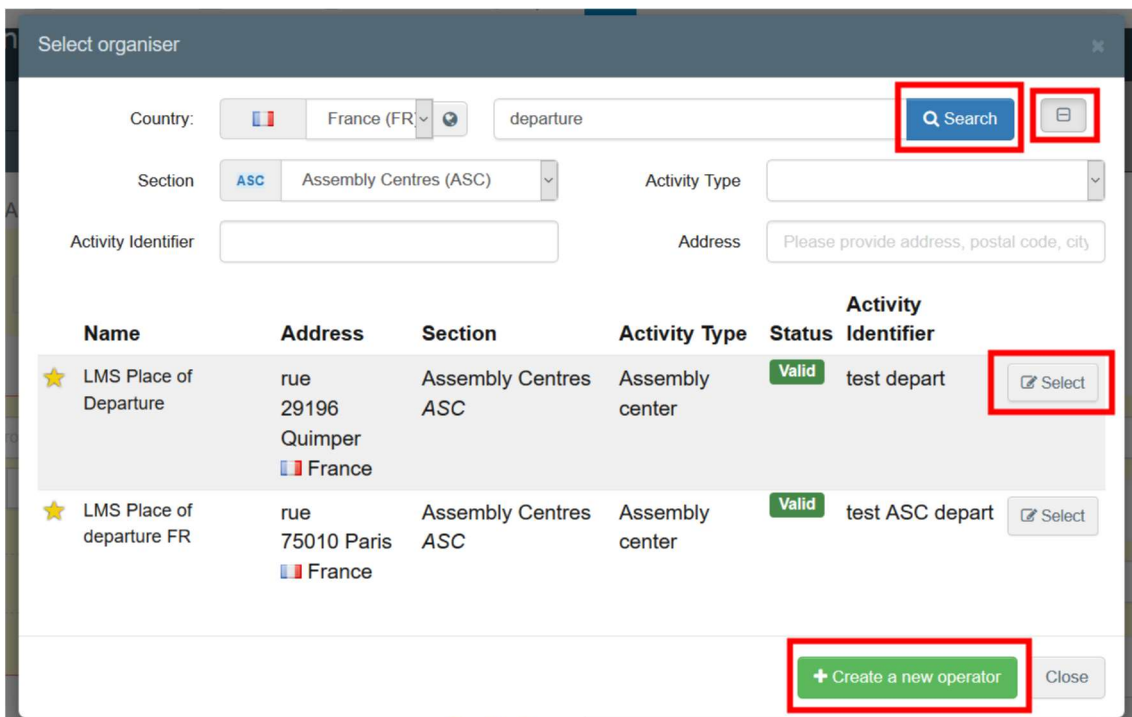 Select organiser
Country: France (FR) departure Search
Section ASC Assembly Centres (ASC) Activity Type
Activity Identifier Address Please provide address, postal code, city
Name Address Section Activity Type Status Activity Identifier
LMS Place of Departure
rue
29196
Quimper
France
Assembly Centres
ASC
Assembly
center
Valid
test depart
Select
LMS Place of
departure FR
rue
75010 Paris
France
Assembly Centres
ASC
Assembly
center
Valid
test ASC depart
Select
Create a new operator Close